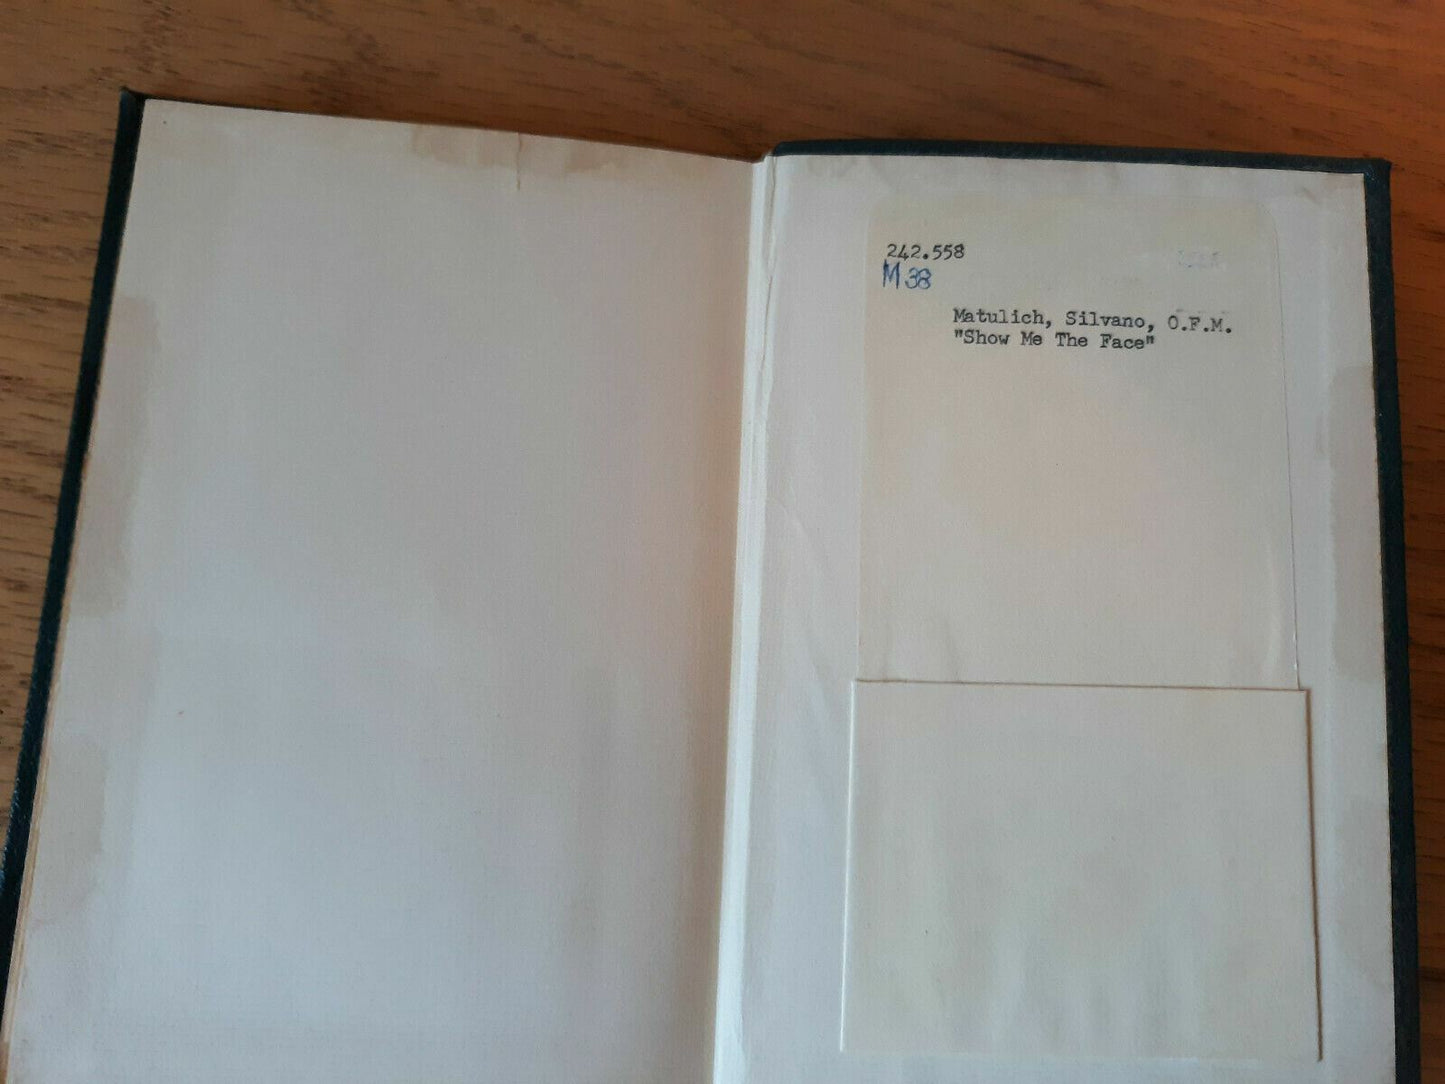 242.558
M38
Matulich, Silvano, O.F.M.
"Show Me The Face"